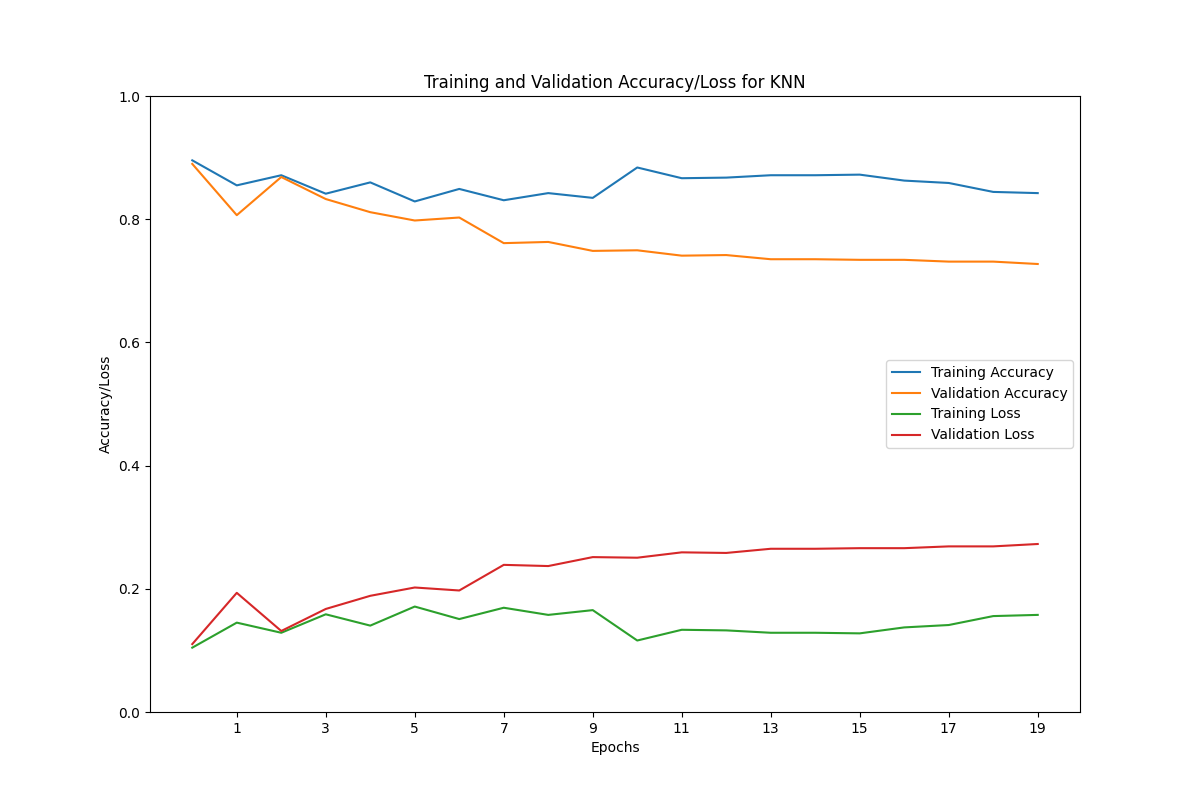 Training and Validation Accuracy/Loss for KNN
1.0
0.8
0.6
0.4
0.2
0.0
Accuracy/Loss
Training Accuracy
Validation Accuracy
Training Loss
Validation Loss
1 3 5 7 9 11 13 15 17 19
Epochs